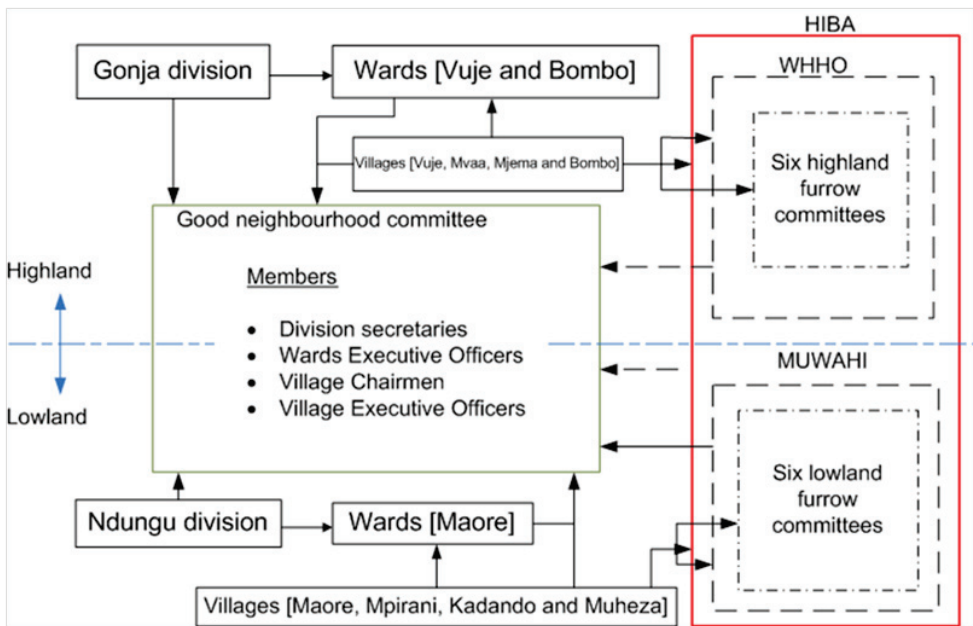 HIBA
Gonja division
Wards [Vuje and Bombo]
WHHO
Villages [Vuje, Mvaa, Mjema and Bombo]
Six highland
furrow
committees
Good neighbourhood committee
Highland
Members
• Division secretaries
• Wards Executive Officers
• Village Chairmen
• Village Executive Officers
Lowland
MUWAHI
Six lowland
furrow
committees
Ndungu division
Wards [Maore]
Villages [Maore, Mpirani, Kadando and Muheza]